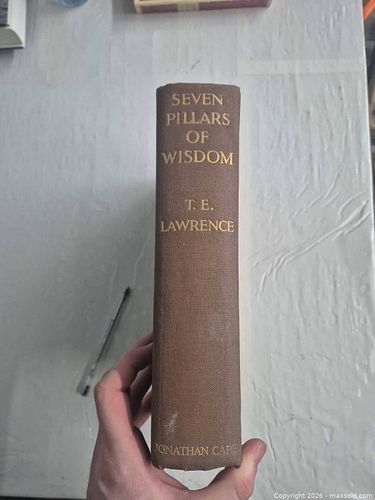 SEVEN
PILLARS
OF
WISDOM
T. E.
LAWRENCE
JONATHAN CAPE
Copyright 2026 - maxsold.com